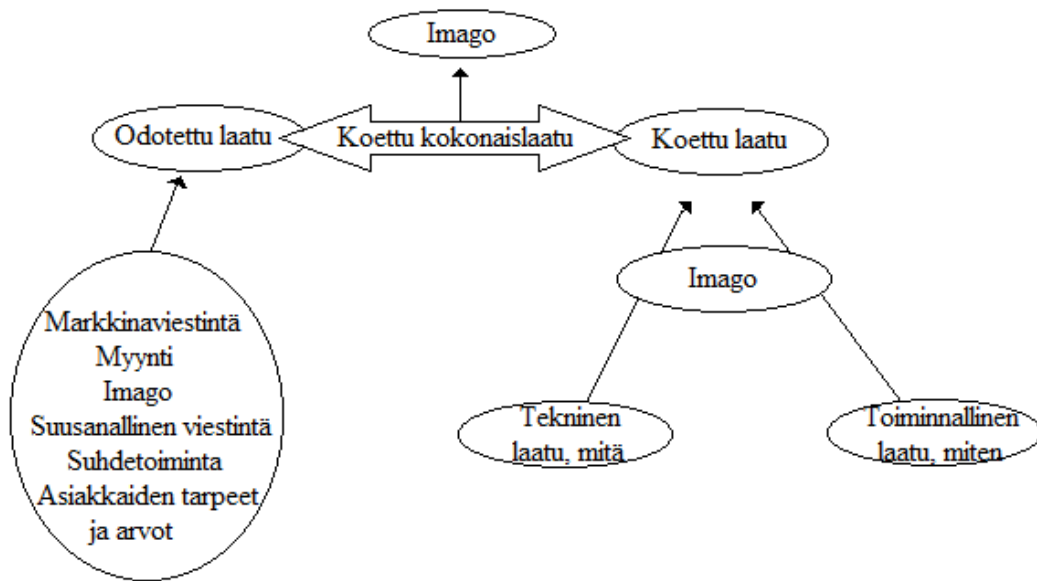 Imago
Odotettu laatu
Koettu kokonaislaatu
Koettu laatu
Imago
Markkinaviestintä
Myynti
Imago
Suusanallinen viestintä
Suhdetoiminta
Asiakkaiden tarpeet
ja arvot
Tekninen
laatu, mitä
Toiminnallinen
laatu, miten